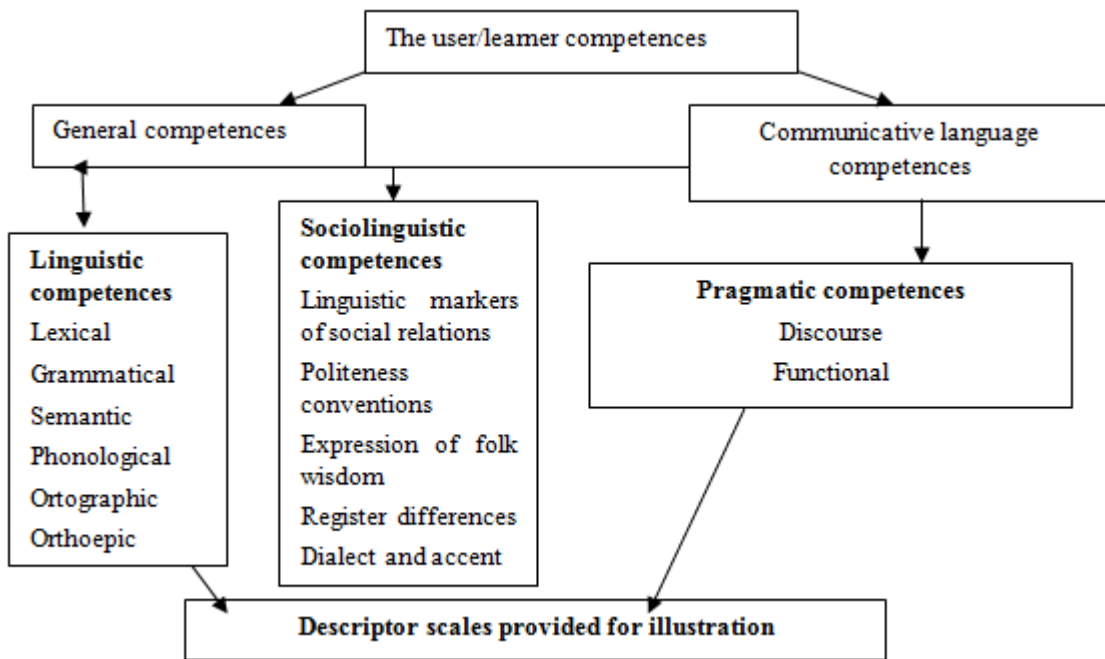 The user/learner competences
General competences
Communicative language
competences
Linguistic
competences
Lexical
Grammatical
Semantic
Phonological
Ortographic
Orthoepic
Sociolinguistic
competences
Linguistic markers
of social relations
Politeness
conventions
Expression of folk
wisdom
Register differences
Dialect and accent
Pragmatic competences
Discourse
Functional
Descriptor scales provided for illustration